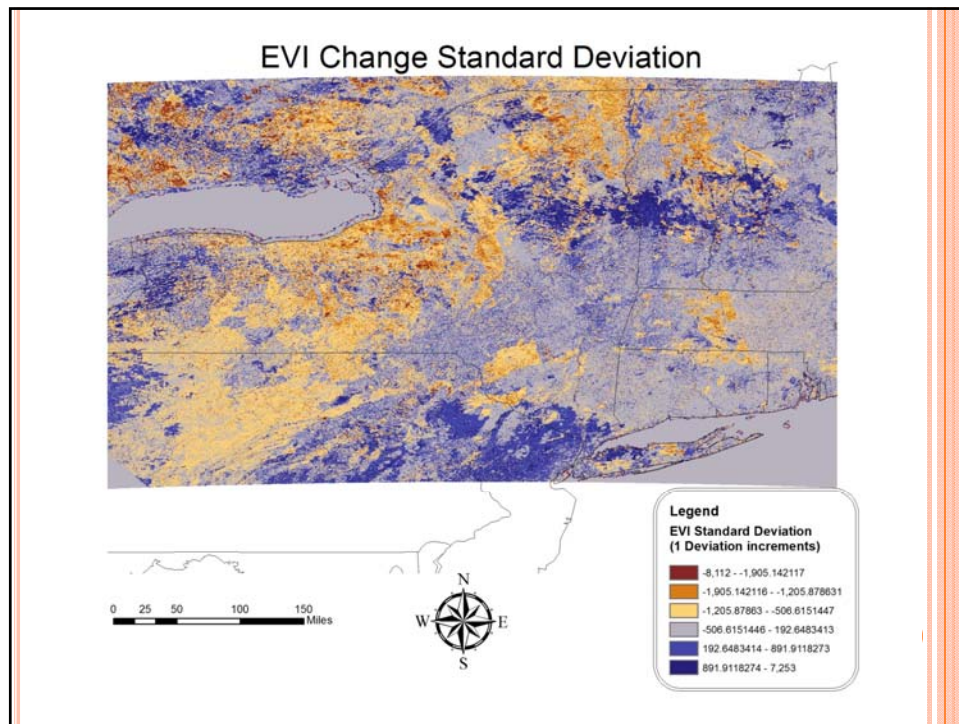 EVI Change Standard Deviation
Legend
EVI Standard Deviation
(1 Deviation increments)
-8,112 - -1,905.142117
-1,905.142116 - -1,205.878631
-1,205.87863 - -506.6151447
-506.6151446 - 192.6483413
192.6483414 - 891.9118273
891.9118274 - 7,253
N
W E
S
0 25 50 100 150
Miles